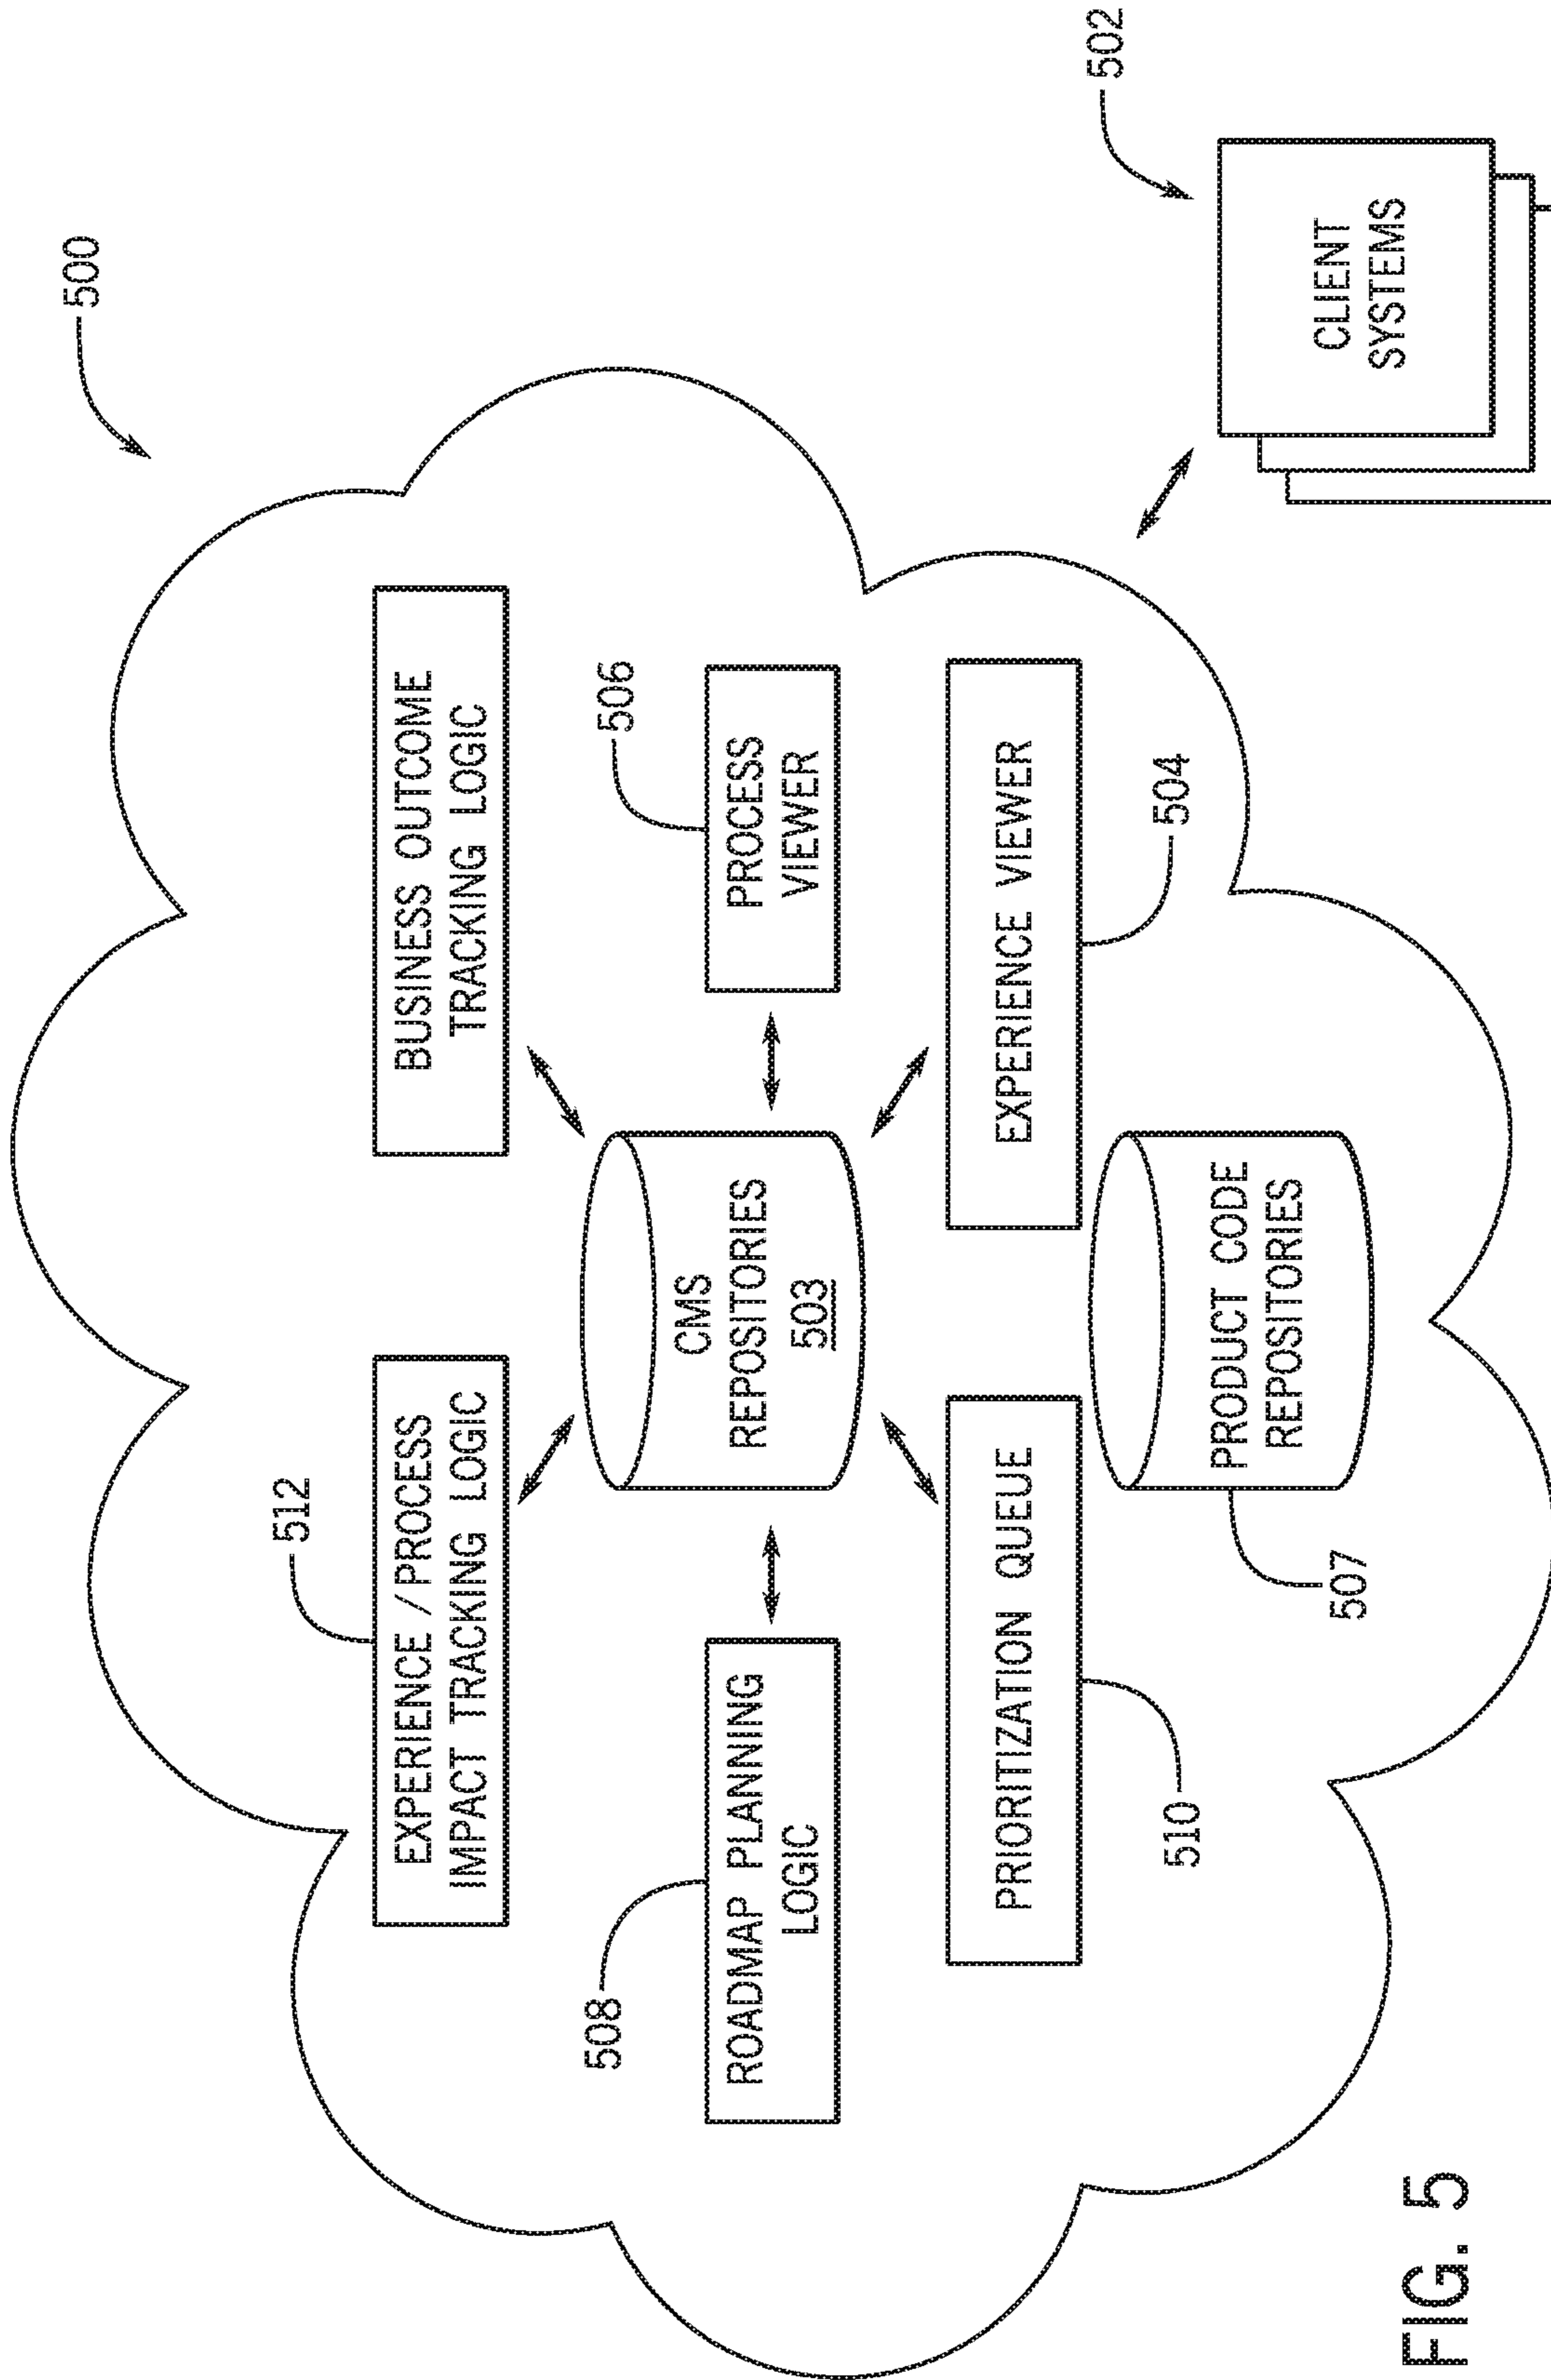 500
512
EXPERIENCE / PROCESS
IMPACT TRACKING LOGIC
BUSINESS OUTCOME
TRACKING LOGIC
508
ROADMAP PLANNING
LOGIC
CMS
REPOSITORIES
503
506
PROCESS
VIEWER
PRIORITIZATION QUEUE
510
EXPERIENCE VIEWER
504
PRODUCT CODE
REPOSITORIES
507
502
CLIENT
SYSTEMS
FIG. 5